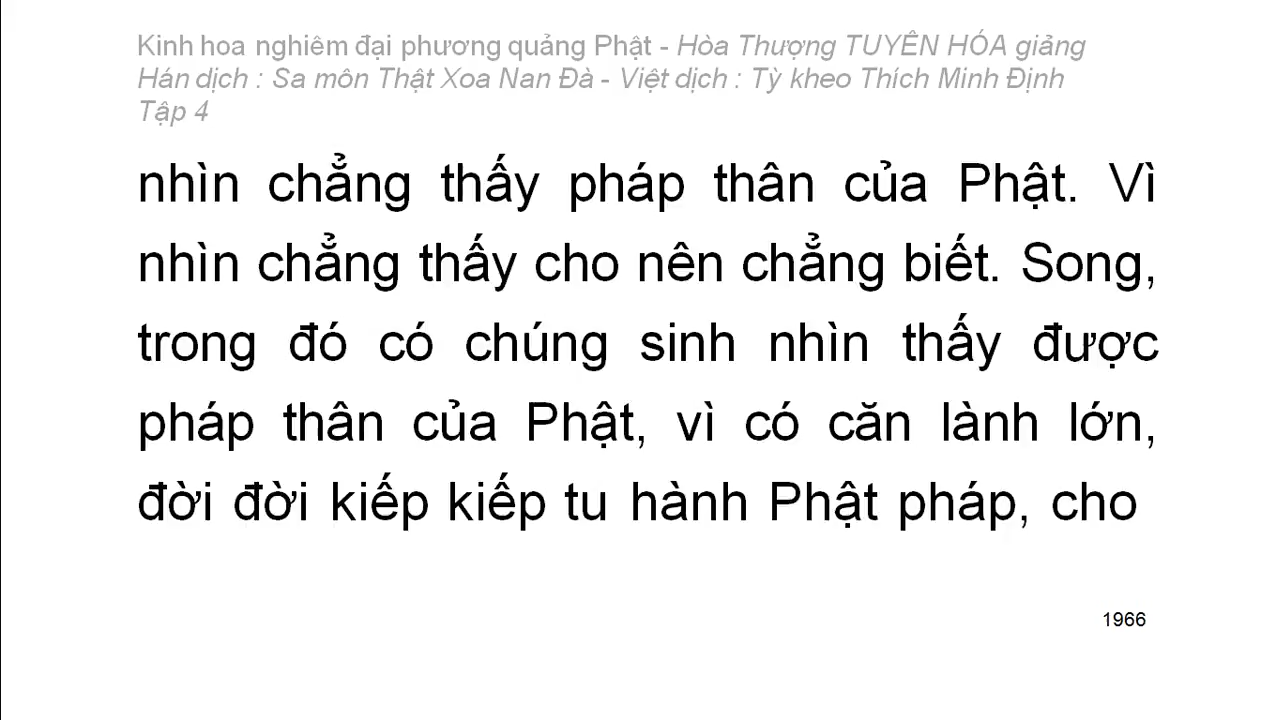 Kinh hoa nghiêm đại phương quảng Phật - Hòa Thượng TUYÊN HÓA giảng
Hán dịch : Sa môn Thật Xoa Nan Đà - Việt dịch : Tỳ kheo Thích Minh Định
Tập 4
nhìn chẳng thấy pháp thân của Phật. Vì
nhìn chẳng thấy cho nên chẳng biết. Song,
trong đó có chúng sinh nhìn thấy được
pháp thân của Phật, vì có căn lành lớn,
đời đời kiếp kiếp tu hành Phật pháp, cho
1966